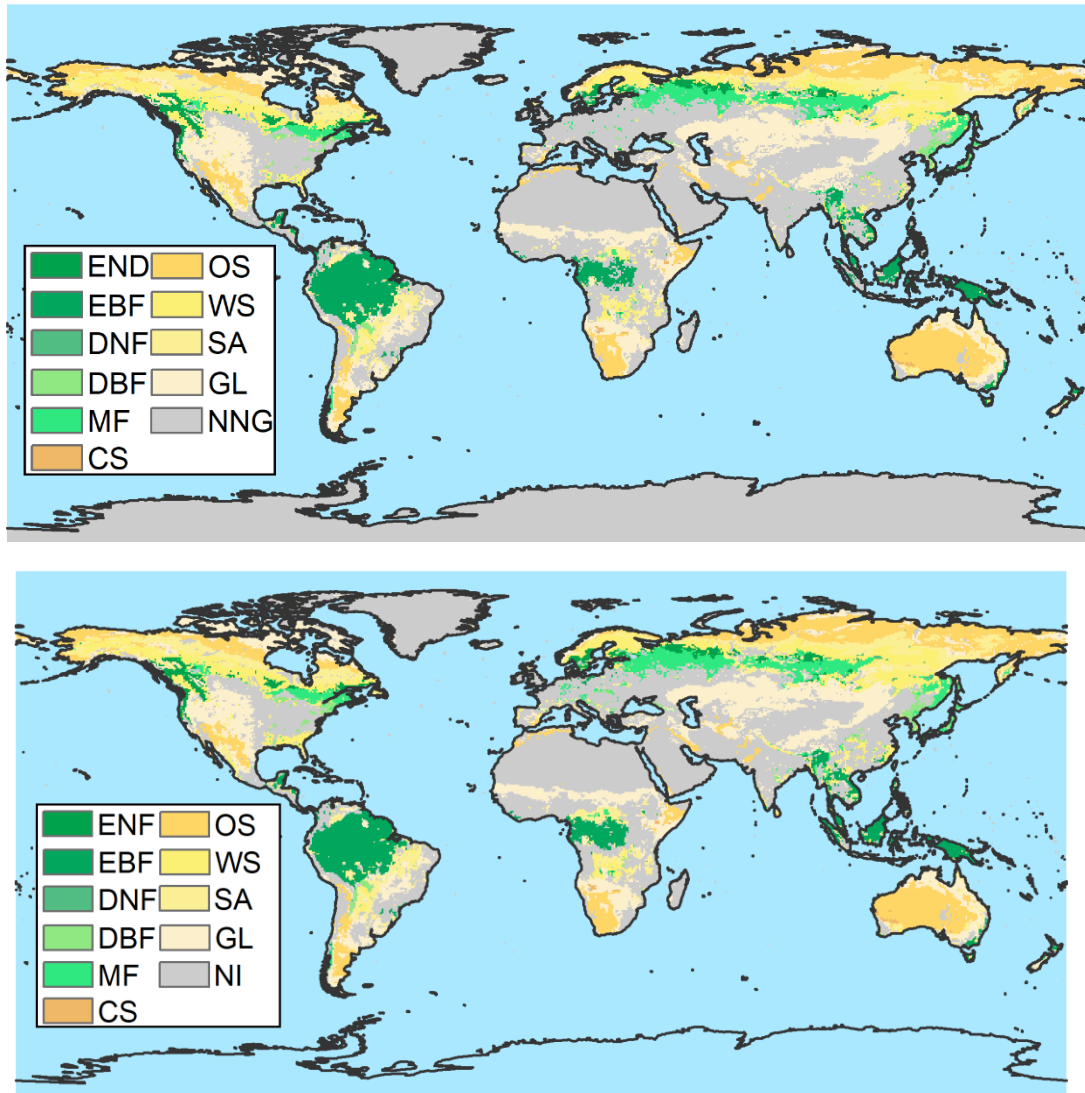 END OS
EBF WS
DNF SA
DBF GL
MF NNG
CS
ENF OS
EBF WS
DNF SA
DBF GL
MF NI
CS